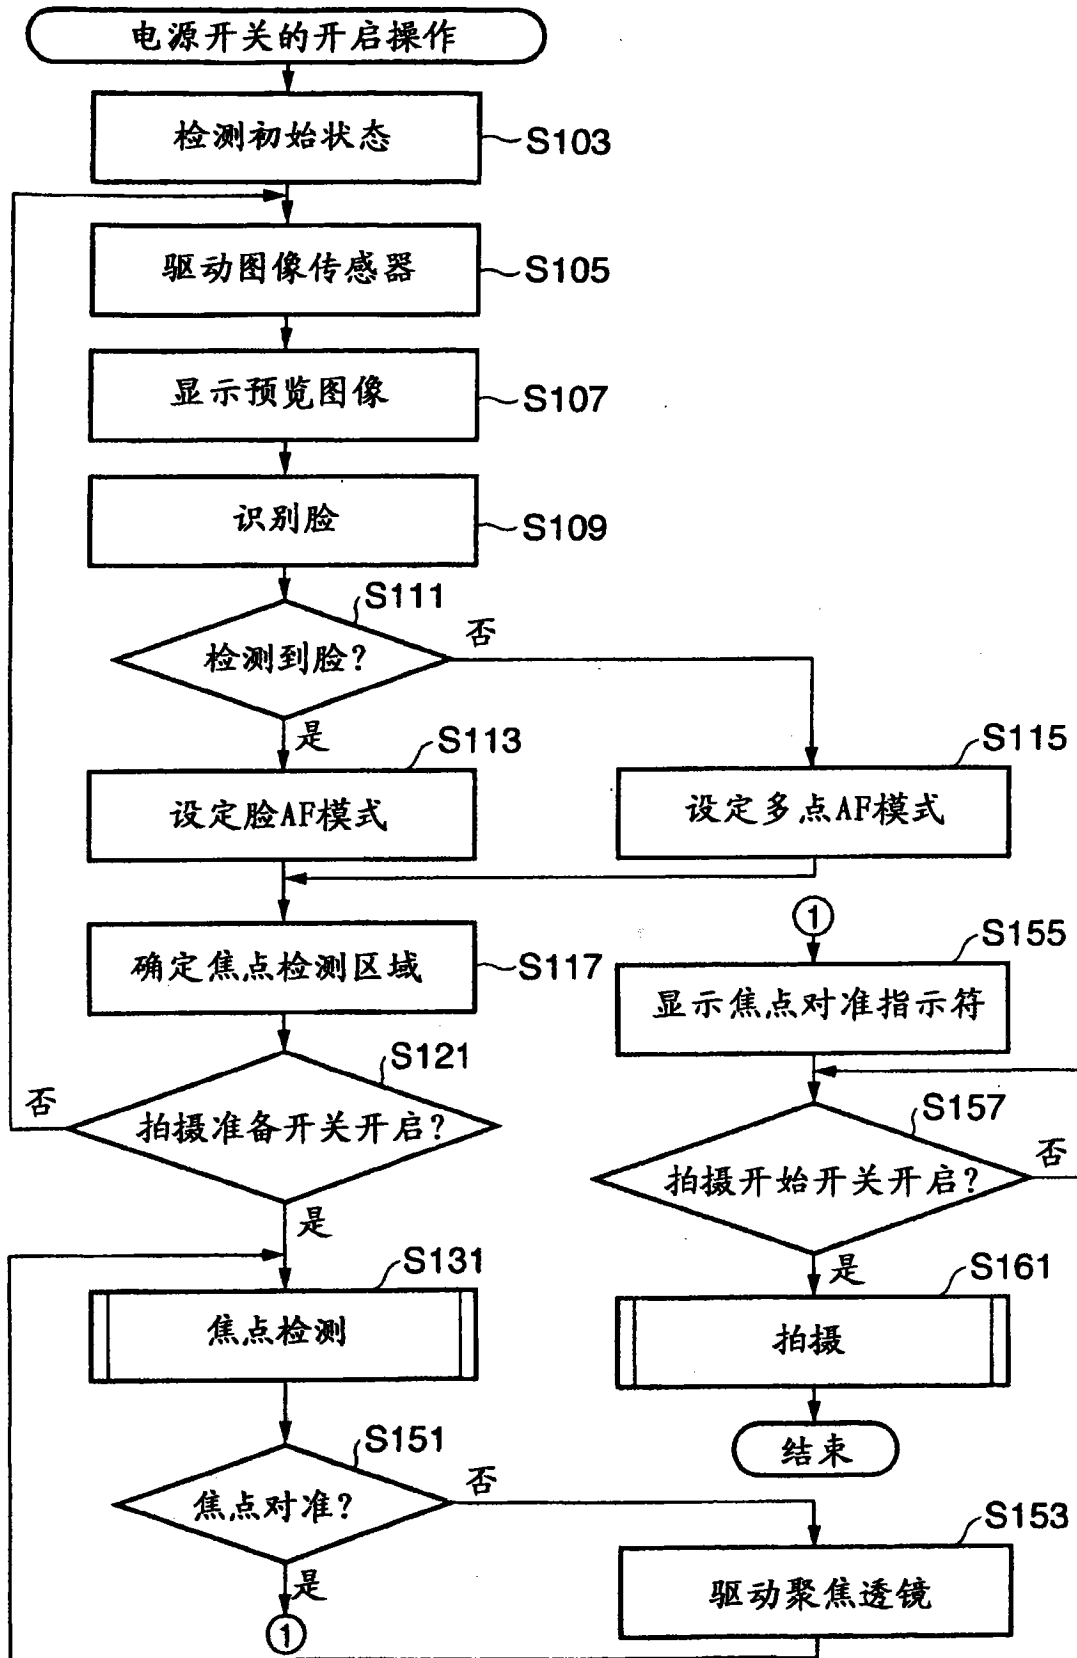 电源开关的开启操作
检测初始状态
S103
驱动图像传感器
S105
显示预览图像
S107
识别脸
S109
S111
检测到脸?
否
是
S113
设定脸AF模式
S115
设定多点AF模式
确定焦点检测区域
S117
S121
拍摄准备开关开启?
否
是
S131
焦点检测
S151
焦点对准?
否
是
1
S153
驱动聚焦透镜
1
S155
显示焦点对准指示符
S157
拍摄开始开关开启?
否
是
S161
拍摄
结束